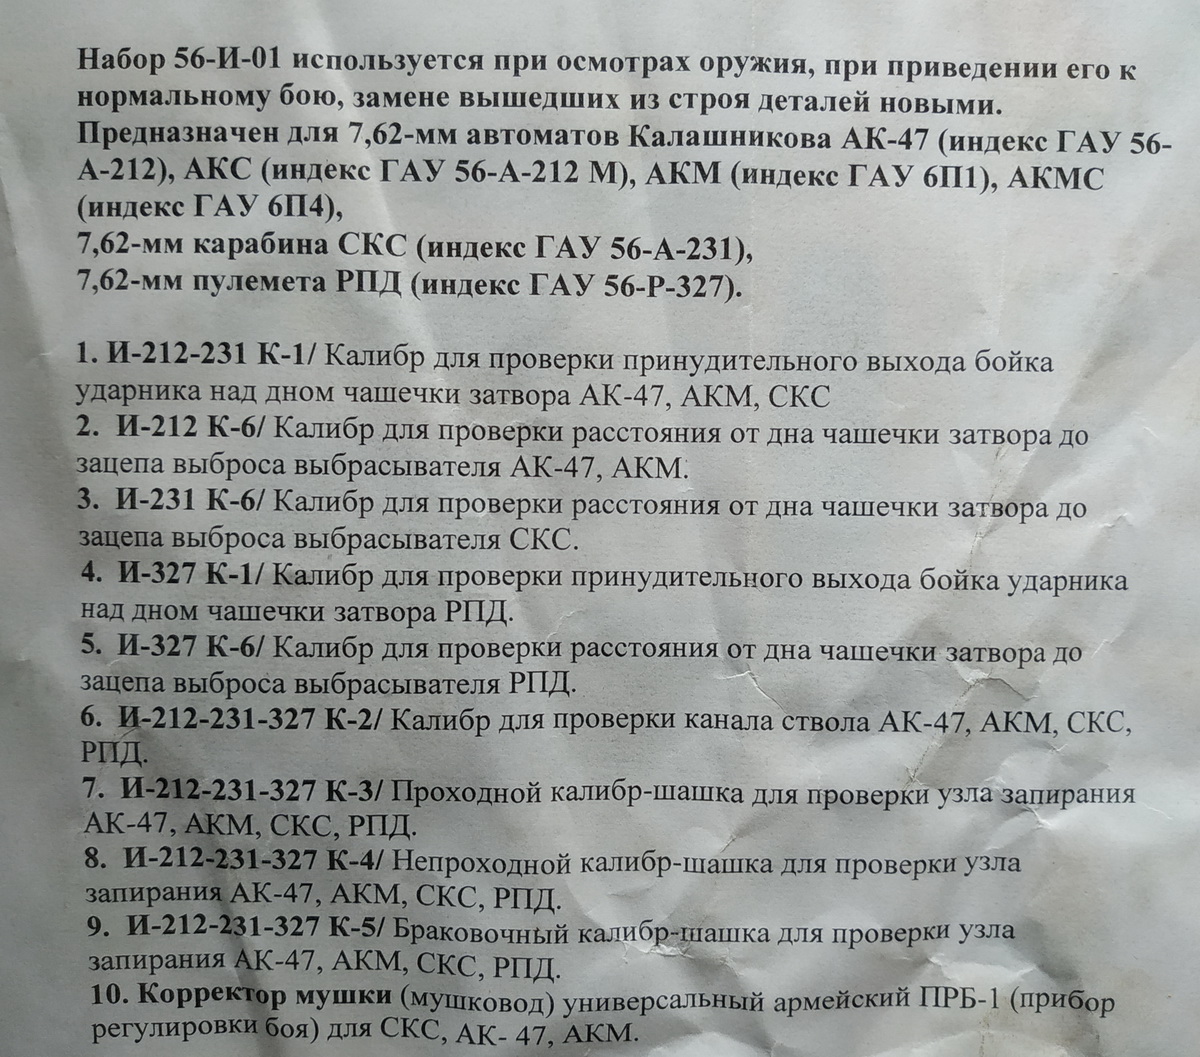 Набор 56-И-01 используется при осмотрах оружия, при приведении его к
нормальному бою, замене вышедших из строя деталей новыми.
Предназначен для 7,62-мм автоматов Калашникова АК-47 (индекс ГАУ 56-
А-212), АКС (индекс ГАУ 56-А-212 М), АКМ (индекс ГАУ 6П1), АКМС
(индекс ГАУ 6П4),
7,62-мм карабина СКС (индекс ГАУ 56-А-231),
7,62-мм пулемета РПД (индекс ГАУ 56-Р-327).
1. И-212-231 К-1/ Калибр для проверки принудительного выхода бойка
ударника над дном чашечки затвора АК-47, АКМ, СКС
2. И-212 К-6/ Калибр для проверки расстояния от дна чашечки затвора до
зацепа выброса выбрасывателя АК-47, АКМ.
3. И-231 К-6/ Калибр для проверки расстояния от дна чашечки затвора до
зацепа выброса выбрасывателя СКС.
4. И-327 К-1/ Калибр для проверки принудительного выхода бойка ударника
над дном чашечки затвора РПД.
5. И-327 К-6/ Калибр для проверки расстояния от дна чашечки затвора до
зацепа выброса выбрасывателя РПД.
6. И-212-231-327 К-2/ Калибр для проверки канала ствола АК-47, АКМ, СКС,
РПД.
7. И-212-231-327 К-3/ Проходной калибр-шашка для проверки узла запирания
АК-47, АКМ, СКС, РПД.
8. И-212-231-327 К-4/ Непроходной калибр-шашка для проверки узла
запирания АК-47, АКМ, СКС, РПД.
9. И-212-231-327 К-5/ Браковочный калибр-шашка для проверки узла
запирания АК-47, АКМ, СКС, РПД.
10. Корректор мушки (мушковод) универсальный армейский ПРБ-1 (прибор
регулировки боя) для СКС, АК- 47, АКМ.